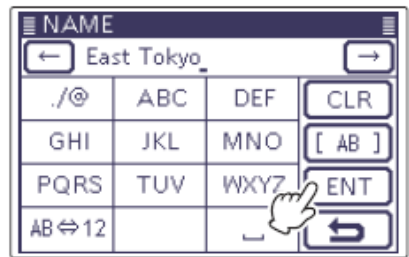 NAME
← East Tokyo_ →
./@ ABC DEF CLR
GHI JKL MNO [ AB ]
PQRS TUV WXYZ ENT
AB⇔12 ␣ ⮌